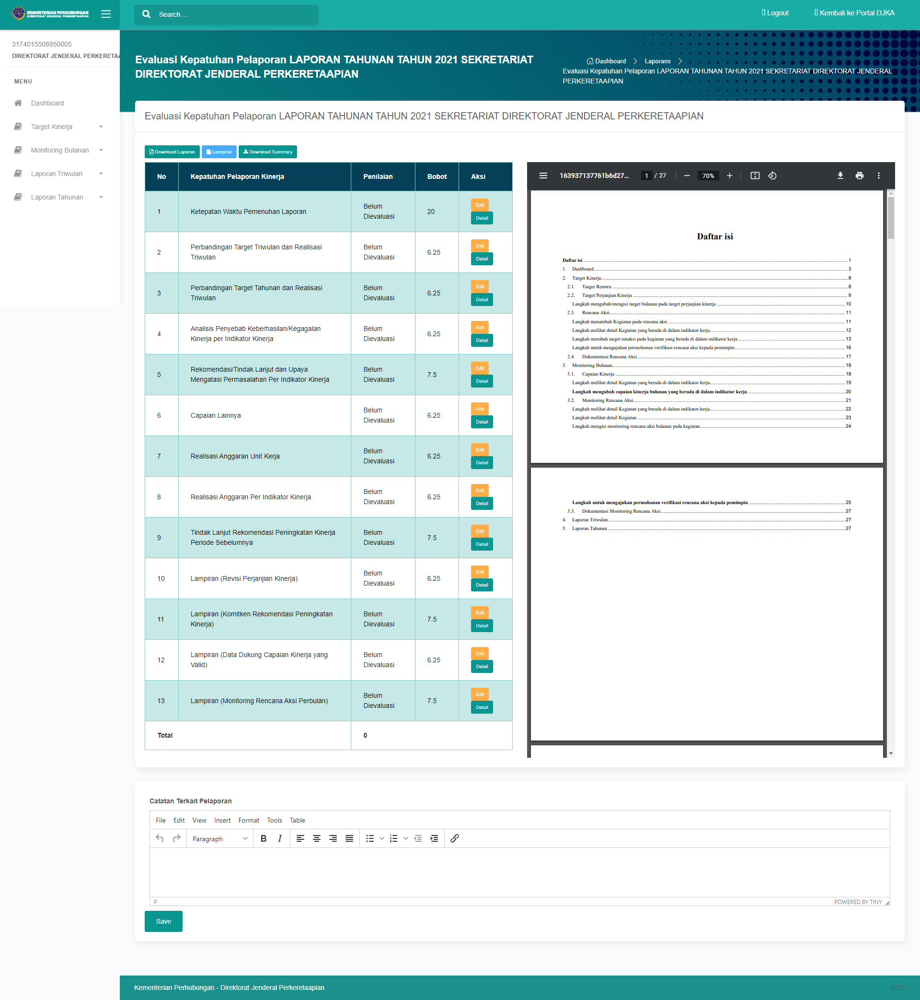 KEMENTERIAN PERHUBUNGAN
DIREKTORAT JENDERAL PERKERETAAPIAN
Search ...
Logout
Kembali ke Portal DJKA
3174015508950005
DIREKTORAT JENDERAL PERKERETAA
MENU
Dashboard
Target Kinerja
Monitoring Bulanan
Laporan Triwulan
Laporan Tahunan
Evaluasi Kepatuhan Pelaporan LAPORAN TAHUNAN TAHUN 2021 SEKRETARIAT
DIREKTORAT JENDERAL PERKERETAAPIAN
Dashboard > Laporans >
Evaluasi Kepatuhan Pelaporan LAPORAN TAHUNAN TAHUN 2021 SEKRETARIAT DIREKTORAT JENDERAL
PERKERETAAPIAN
Evaluasi Kepatuhan Pelaporan LAPORAN TAHUNAN TAHUN 2021 SEKRETARIAT DIREKTORAT JENDERAL PERKERETAAPIAN
Download Laporan
Lampiran
Download Summary
No Kepatuhan Pelaporan Kinerja Penilaian Bobot Aksi
1 Ketepatan Waktu Pemenuhan Laporan Belum Dievaluasi 20 Edit Detail
2 Perbandingan Target Triwulan dan Realisasi Triwulan Belum Dievaluasi 6.25 Edit Detail
3 Perbandingan Target Tahunan dan Realisasi Triwulan Belum Dievaluasi 6.25 Edit Detail
4 Analisis Penyebab Keberhasilan/Kegagalan Kinerja per Indikator Kinerja Belum Dievaluasi 6.25 Edit Detail
5 Rekomendasi/Tindak Lanjut dan Upaya Mengatasi Permasalahan Per Indikator Kinerja Belum Dievaluasi 7.5 Edit Detail
6 Capaian Lainnya Belum Dievaluasi 6.25 Edit Detail
7 Realisasi Anggaran Unit Kerja Belum Dievaluasi 6.25 Edit Detail
8 Realisasi Anggaran Per Indikator Kinerja Belum Dievaluasi 6.25 Edit Detail
9 Tindak Lanjut Rekomendasi Peningkatan Kinerja Periode Sebelumnya Belum Dievaluasi 7.5 Edit Detail
10 Lampiran (Revisi Perjanjian Kinerja) Belum Dievaluasi 6.25 Edit Detail
11 Lampiran (Komitken Rekomendasi Peningkatan Kinerja) Belum Dievaluasi 7.5 Edit Detail
12 Lampiran (Data Dukung Capaian Kinerja yang Valid) Belum Dievaluasi 6.25 Edit Detail
13 Lampiran (Monitoring Rencana Aksi Perbulan) Belum Dievaluasi 7.5 Edit Detail
Total 0
163937137761b6d27... 1 / 27 70%
Daftar isi
Daftar isi 1
1. Dashboard 3
2. Target Kinerja 8
2.1. Target Renstra 8
2.2. Target Perjanjian Kinerja 9
Langkah mengubah/mengisi target bulanan pada target perjanjian kinerja 10
2.3. Rencana Aksi 11
Langkah menambah Kegiatan pada rencana aksi 11
Langkah melihat detail Kegiatan yang berada di dalam indikator kerja 12
Langkah merubah target renaksi pada kegiatan yang berada di dalam indikator kerja 13
Langkah untuk mengajukan permohonan verifikasi rencana aksi kepada pemimpin 16
2.4. Dokumentasi Rencana Aksi 17
3. Monitoring Bulanan 18
3.1. Capaian Kinerja 18
Langkah melihat detail Kegiatan yang berada di dalam indikator kerja 19
Langkah mengubah capaian kinerja bulanan yang berada di dalam indikator kerja 20
3.2. Monitoring Rencana Aksi 21
Langkah melihat detail Kegiatan yang berada di dalam indikator kerja 22
Langkah melihat detail Kegiatan 23
Langkah mengisi monitoring rencana aksi bulanan pada kegiatan 24
Langkah untuk mengajukan permohonan verifikasi rencana aksi kepada pemimpin 25
3.3. Dokumentasi Monitoring Rencana Aksi 27
4. Laporan Triwulan 27
5. Laporan Tahunan 27
Catatan Terkait Pelaporan
File Edit View Insert Format Tools Table
Paragraph B I
P
POWERED BY TINY
Save
Kementerian Perhubungan - Direktorat Jenderal Perkeretaapian
2021